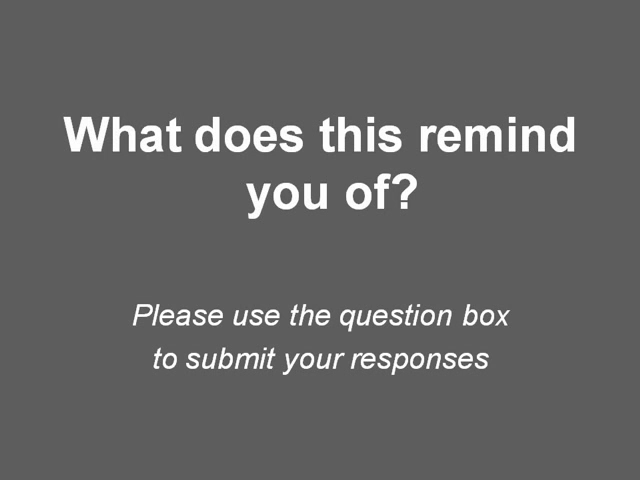 What does this remind
you of?
Please use the question box
to submit your responses